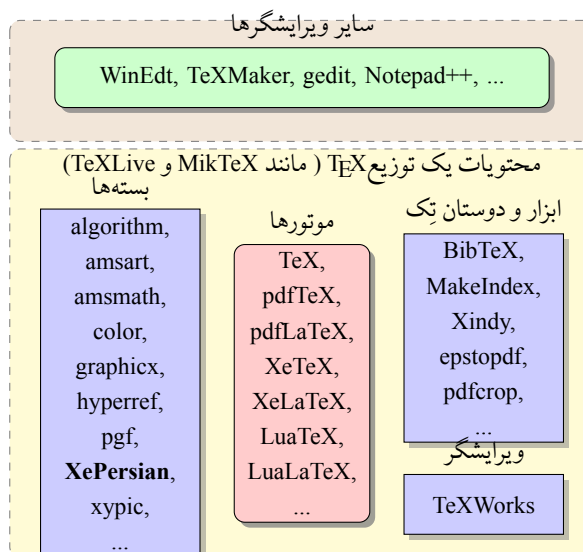 سایر ویرایشگرها
WinEdt, TeXMaker, gedit, Notepad++, ...
محتویات یک توزیع TEX ( مانند MikTeX و TeXLive)
ابزار و دوستان تِک
BibTeX,
MakeIndex,
Xindy,
epstopdf,
pdfcrop,
...
ویرایشگر
TeXWorks
موتورها
TeX,
pdfTeX,
pdfLaTeX,
XeTeX,
XeLaTeX,
LuaTeX,
LuaLaTeX,
...
بسته‌ها
algorithm,
amsart,
amsmath,
color,
graphicx,
hyperref,
pgf,
XePersian,
xypic,
...